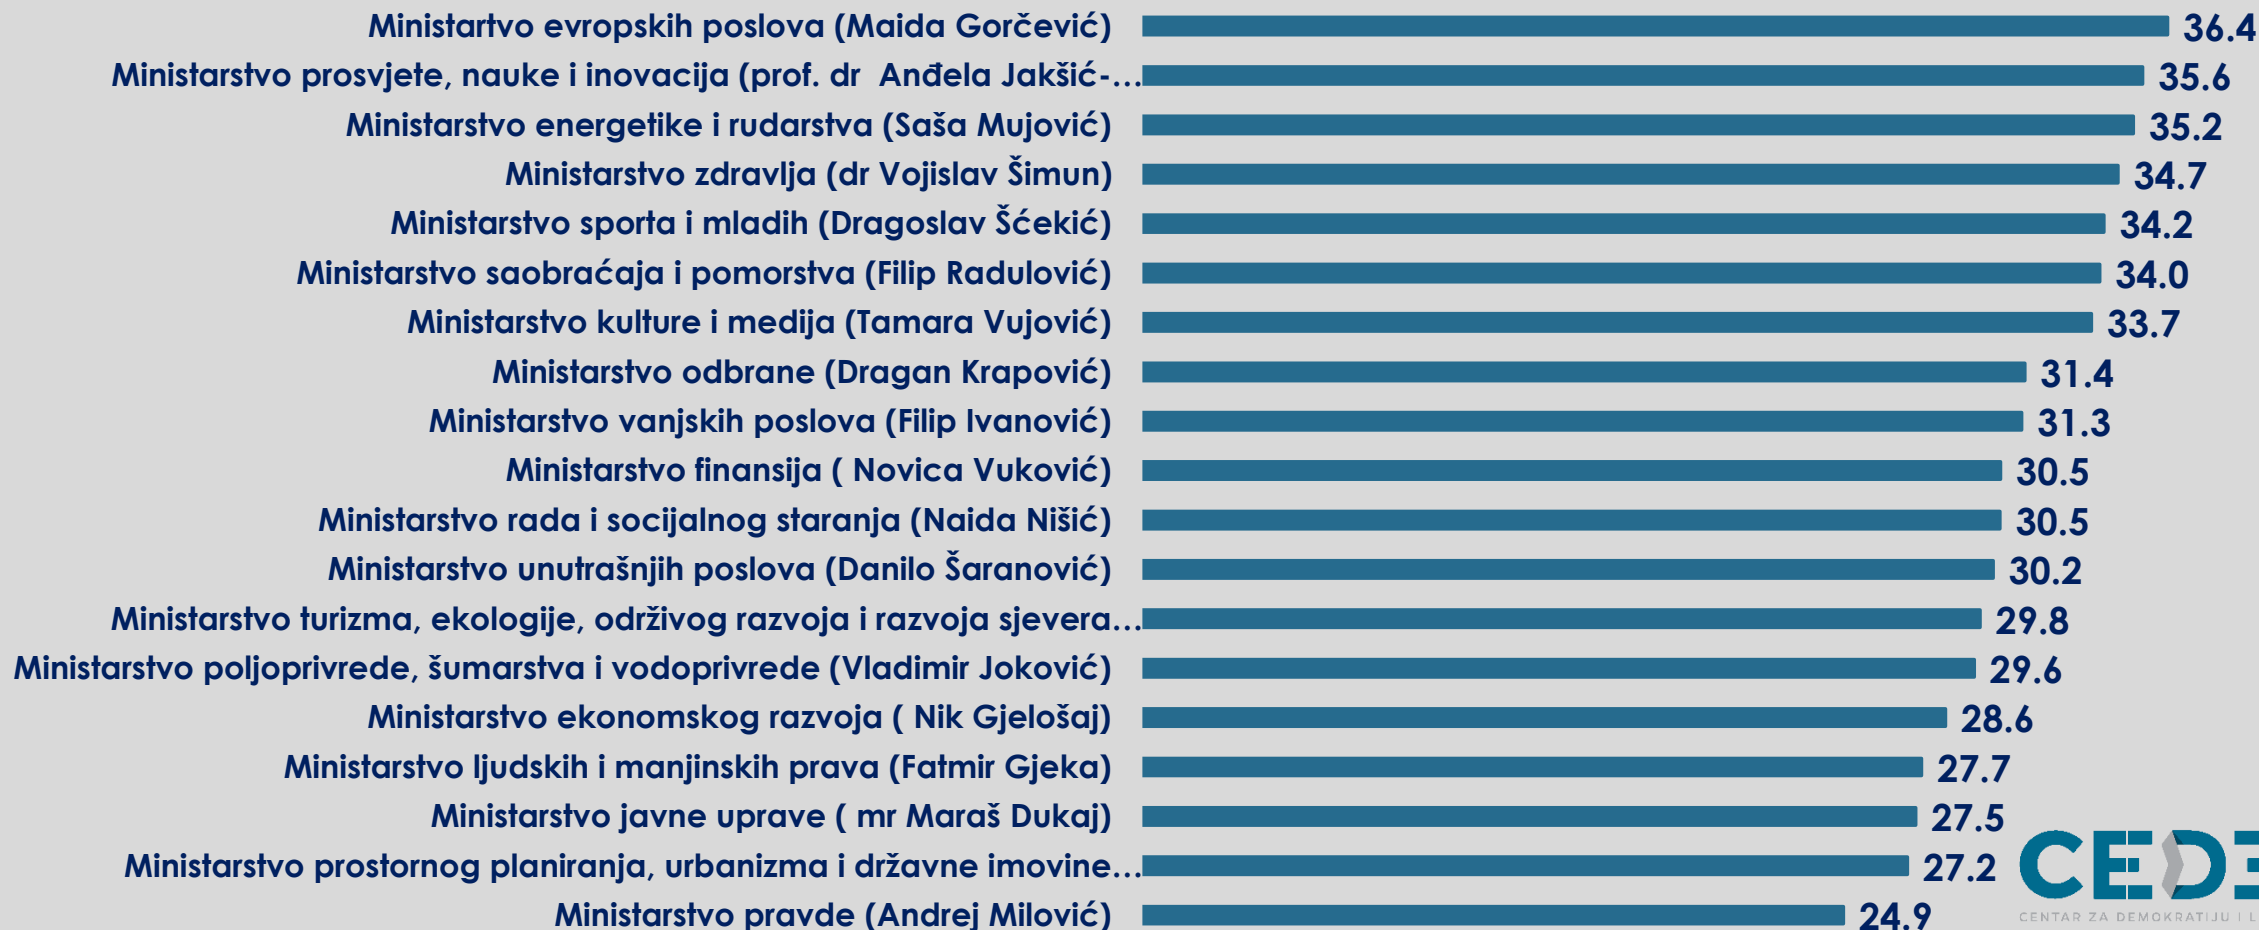 Ministartvo evropskih poslova (Maida Gorčević) 36.4
Ministarstvo prosvjete, nauke i inovacija (prof. dr Anđela Jakšić-... 35.6
Ministarstvo energetike i rudarstva (Saša Mujović) 35.2
Ministarstvo zdravlja (dr Vojislav Šimun) 34.7
Ministarstvo sporta i mladih (Dragoslav Šćekić) 34.2
Ministarstvo saobraćaja i pomorstva (Filip Radulović) 34.0
Ministarstvo kulture i medija (Tamara Vujović) 33.7
Ministarstvo odbrane (Dragan Krapović) 31.4
Ministarstvo vanjskih poslova (Filip Ivanović) 31.3
Ministarstvo finansija ( Novica Vuković) 30.5
Ministarstvo rada i socijalnog staranja (Naida Nišić) 30.5
Ministarstvo unutrašnjih poslova (Danilo Šaranović) 30.2
Ministarstvo turizma, ekologije, održivog razvoja i razvoja sjevera... 29.8
Ministarstvo poljoprivrede, šumarstva i vodoprivrede (Vladimir Joković) 29.6
Ministarstvo ekonomskog razvoja ( Nik Gjelošaj) 28.6
Ministarstvo ljudskih i manjinskih prava (Fatmir Gjeka) 27.7
Ministarstvo javne uprave ( mr Maraš Dukaj) 27.5
Ministarstvo prostornog planiranja, urbanizma i državne imovine... 27.2
Ministarstvo pravde (Andrej Milović) 24.9
CEDE
CENTAR ZA DEMOKRATIJU I L